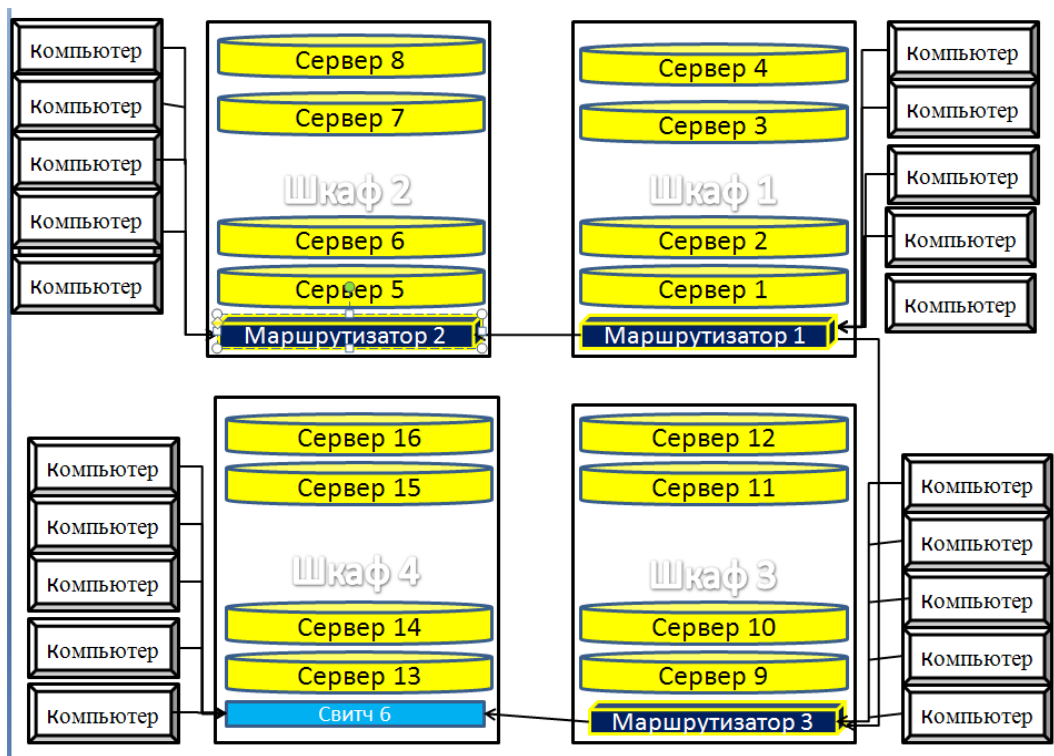 Компьютер
Компьютер
Компьютер
Компьютер
Компьютер
Сервер 8
Сервер 7
Шкаф 2
Сервер 6
Сервер 5
Маршрутизатор 2
Сервер 4
Сервер 3
Шкаф 1
Сервер 2
Сервер 1
Маршрутизатор 1
Компьютер
Компьютер
Компьютер
Компьютер
Компьютер
Компьютер
Компьютер
Компьютер
Компьютер
Компьютер
Сервер 16
Сервер 15
Шкаф 4
Сервер 14
Сервер 13
Свитч 6
Сервер 12
Сервер 11
Шкаф 3
Сервер 10
Сервер 9
Маршрутизатор 3
Компьютер
Компьютер
Компьютер
Компьютер
Компьютер